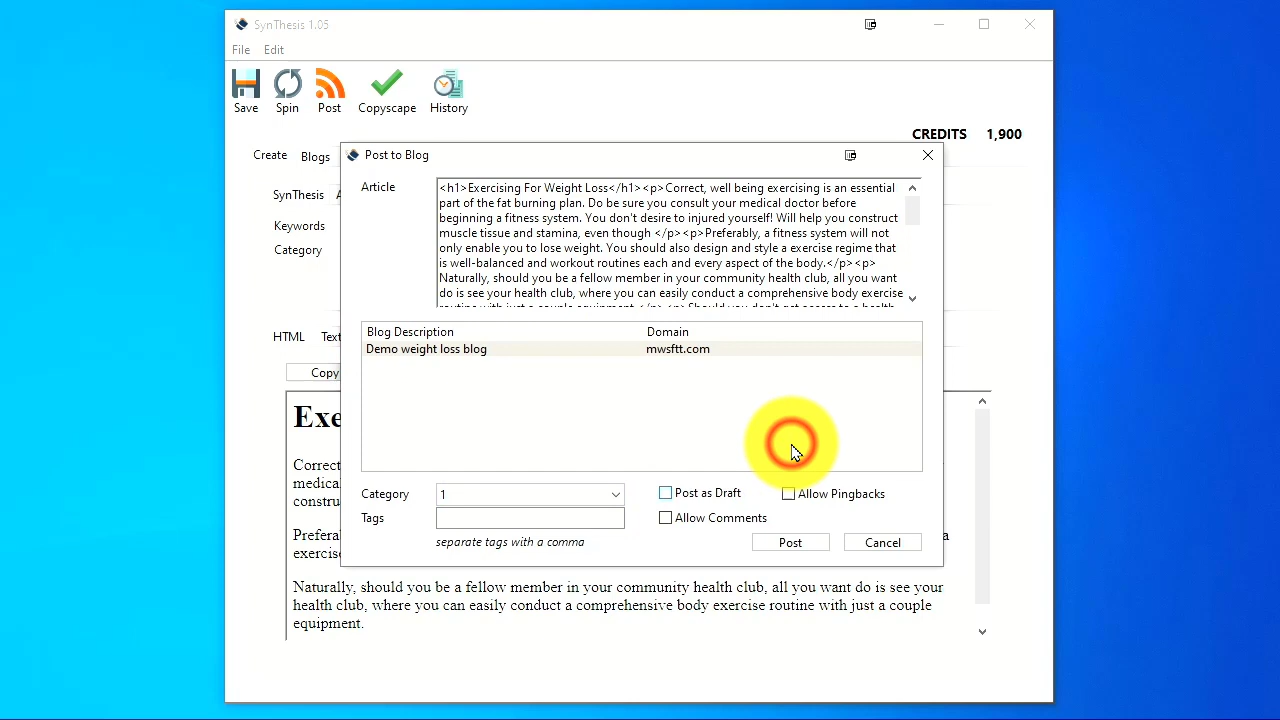 SynThesis 1.05
File Edit
Save Spin Post Copyscape History
CREDITS 1,900
Create Blogs
SynThesis
Keywords
Category
HTML
Copy
Exe
Correct
medica
constru
Prefera
exercise
a
Naturally, should you be a fellow member in your community health club, all you want do is see your
health club, where you can easily conduct a comprehensive body exercise routine with just a couple
equipment.
Post to Blog
Article
<h1>Exercising For Weight Loss</h1><p>Correct, well being exercising is an essential
part of the fat burning plan. Do be sure you consult your medical doctor before
beginning a fitness system. You don't desire to injured yourself! Will help you construct
muscle tissue and stamina, even though </p><p>Preferably, a fitness system will not
only enable you to lose weight. You should also design and style a exercise regime that
is well-balanced and workout routines each and every aspect of the body.</p><p>
Naturally, should you be a fellow member in your community health club, all you want
do is see your health club, where you can easily conduct a comprehensive body exercise
Blog Description Domain
Demo weight loss blog mwsftt.com
Category 1 Post as Draft Allow Pingbacks
Tags Allow Comments
separate tags with a comma
Post Cancel